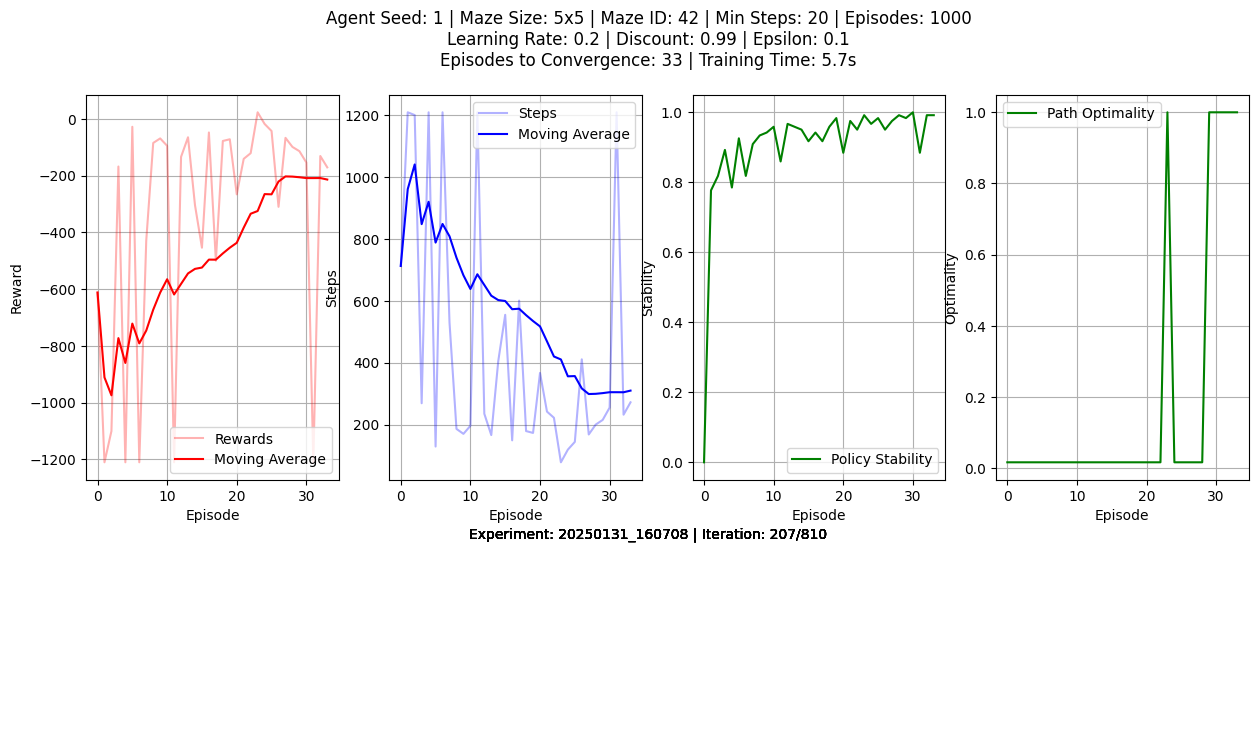 Agent Seed: 1 | Maze Size: 5x5 | Maze ID: 42 | Min Steps: 20 | Episodes: 1000
Learning Rate: 0.2 | Discount: 0.99 | Epsilon: 0.1
Episodes to Convergence: 33 | Training Time: 5.7s
Reward
0
−200
−400
−600
−800
−1000
−1200
Rewards
Moving Average
0
10
20
30
Episode
Steps
1200
1000
800
600
400
200
Steps
Moving Average
0
10
20
30
Episode
Stability
1.0
0.8
0.6
0.4
0.2
0.0
Policy Stability
0
10
20
30
Episode
Optimality
1.0
0.8
0.6
0.4
0.2
0.0
Path Optimality
0
10
20
30
Episode
Experiment: 20250131_160708 | Iteration: 207/810